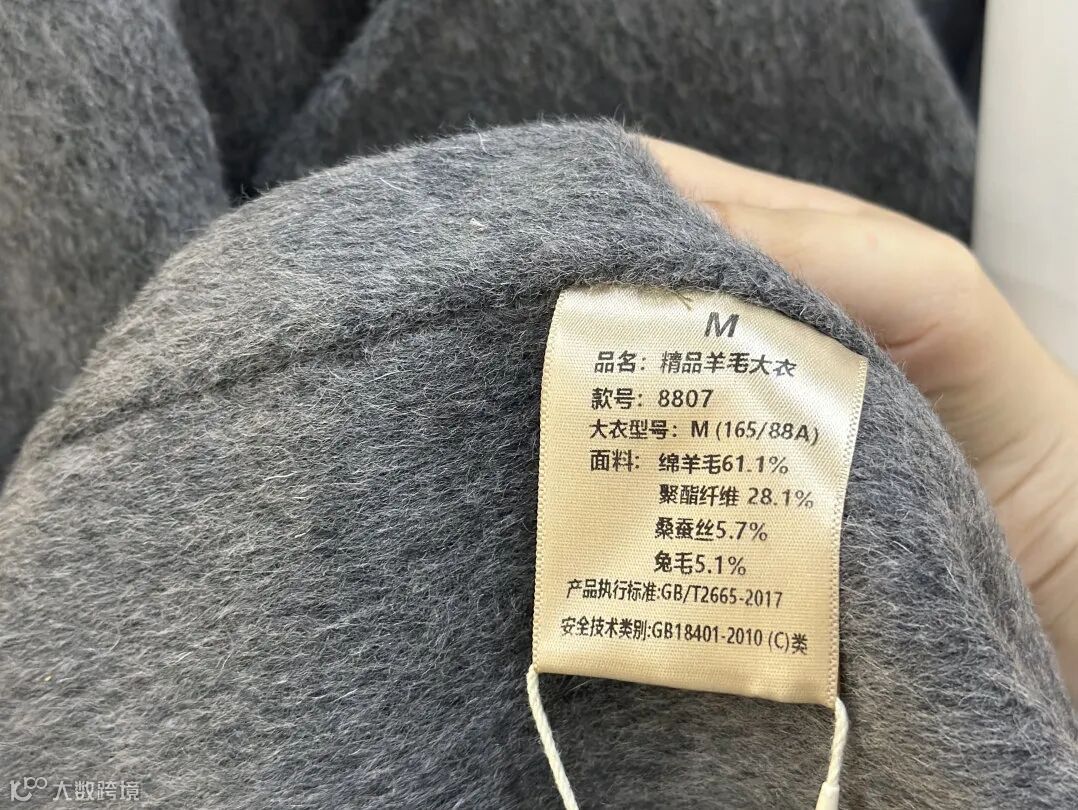 M
品名：精品羊毛大衣
款号：8807
大衣型号：M (165/88A)
面料：绵羊毛61.1%
聚酯纤维 28.1%
桑蚕丝5.7%
兔毛5.1%
产品执行标准:GB/T2665-2017
安全技术类别:GB18401-2010 (C)类
大数跨境